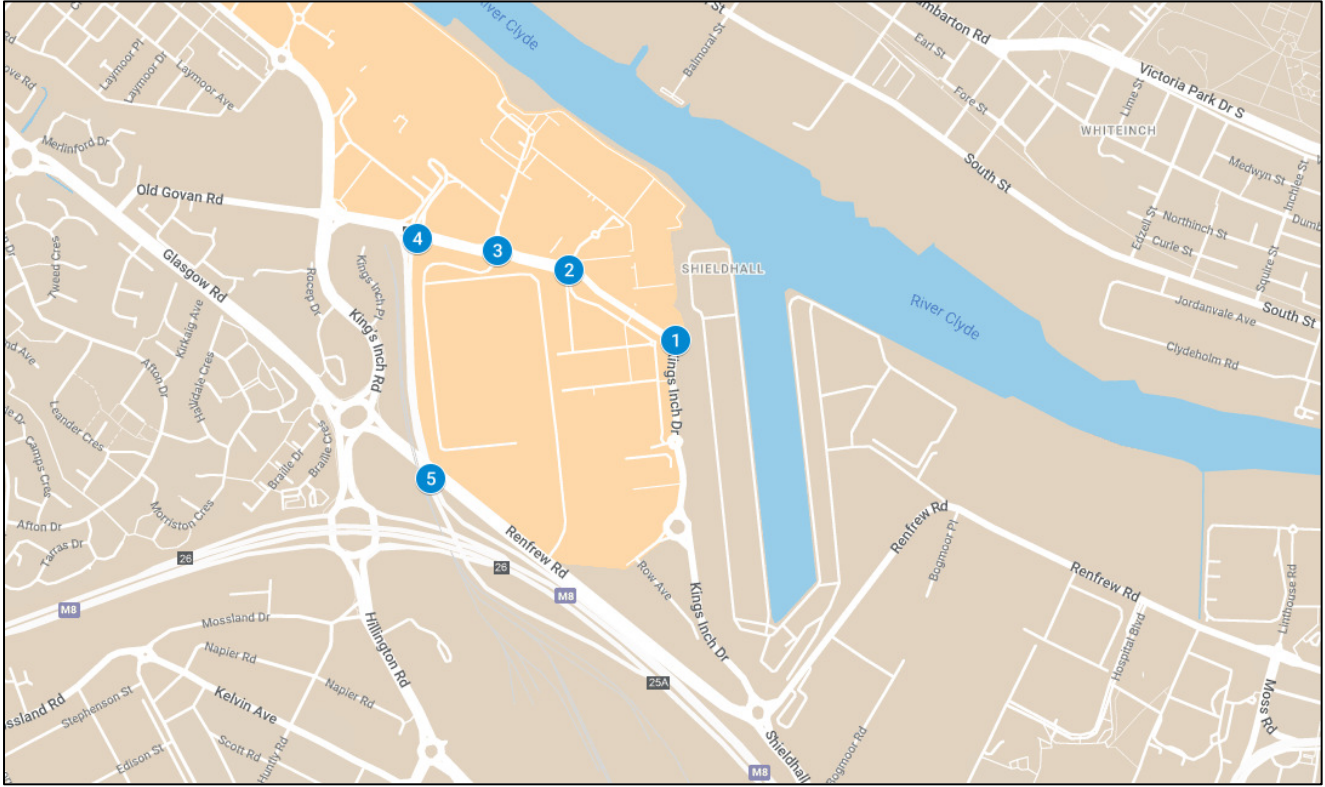 River Clyde
Dumbarton Rd
Balmoral St
Earl St
Victoria Park Dr S
Laymoor Pl
Laymoor Dr
Laymoor Ave
Fore St
Lime St
WHITEINCH
Merlinford Dr
South St
Medwyn St
Inchlee St
Old Govan Rd
Northinch St
Edzell St
Curle St
Squire St
4
3
2
Tweed Cres
Glasgow Rd
Kings Inch Pl
SHIELDHALL
Rocep Dr
River Clyde
Jordanvale Ave
South St
Kirkaig Ave
King's Inch Rd
1
Kings Inch Dr
Clydeholm Rd
Afton Dr
Leander Cres
Camps Cres
Braille Dr
Braille Cres
5
Morriston Cres
Afton Dr
Tarras Dr
Renfrew Rd
Renfrew Rd
Bogmoor Pl
26
26
M8
M8
Row Ave
Renfrew Rd
Linthouse Rd
Kings Inch Dr
Mossland Dr
Hillington Rd
Hospital Blvd
Napier Rd
Napier Rd
25A
Moss Rd
Stephenson St
Kelvin Ave
Scott Rd
Huntly Rd
Edison St
Shieldhall
Bogmoor Rd
M8